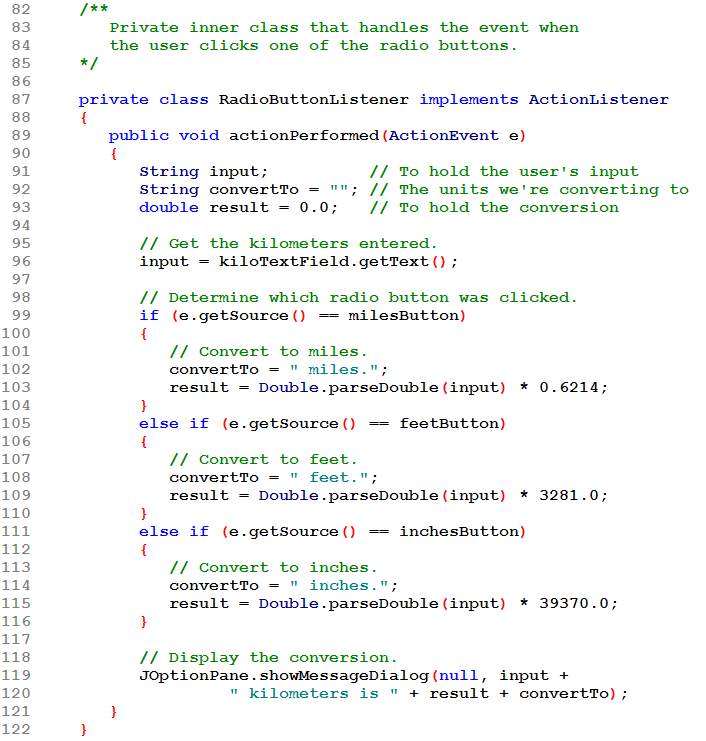 82 /**
83 Private inner class that handles the event when
84 the user clicks one of the radio buttons.
85 */
86
87 private class RadioButtonListener implements ActionListener
88 {
89 public void actionPerformed(ActionEvent e)
90 {
91 String input; // To hold the user's input
92 String convertTo = ""; // The units we're converting to
93 double result = 0.0; // To hold the conversion
94
95 // Get the kilometers entered.
96 input = kiloTextField.getText();
97
98 // Determine which radio button was clicked.
99 if (e.getSource() == milesButton)
100 {
101 // Convert to miles.
102 convertTo = " miles.";
103 result = Double.parseDouble(input) * 0.6214;
104 }
105 else if (e.getSource() == feetButton)
106 {
107 // Convert to feet.
108 convertTo = " feet.";
109 result = Double.parseDouble(input) * 3281.0;
110 }
111 else if (e.getSource() == inchesButton)
112 {
113 // Convert to inches.
114 convertTo = " inches.";
115 result = Double.parseDouble(input) * 39370.0;
116 }
117
118 // Display the conversion.
119 JOptionPane.showMessageDialog(null, input +
120 " kilometers is " + result + convertTo);
121 }
122 }